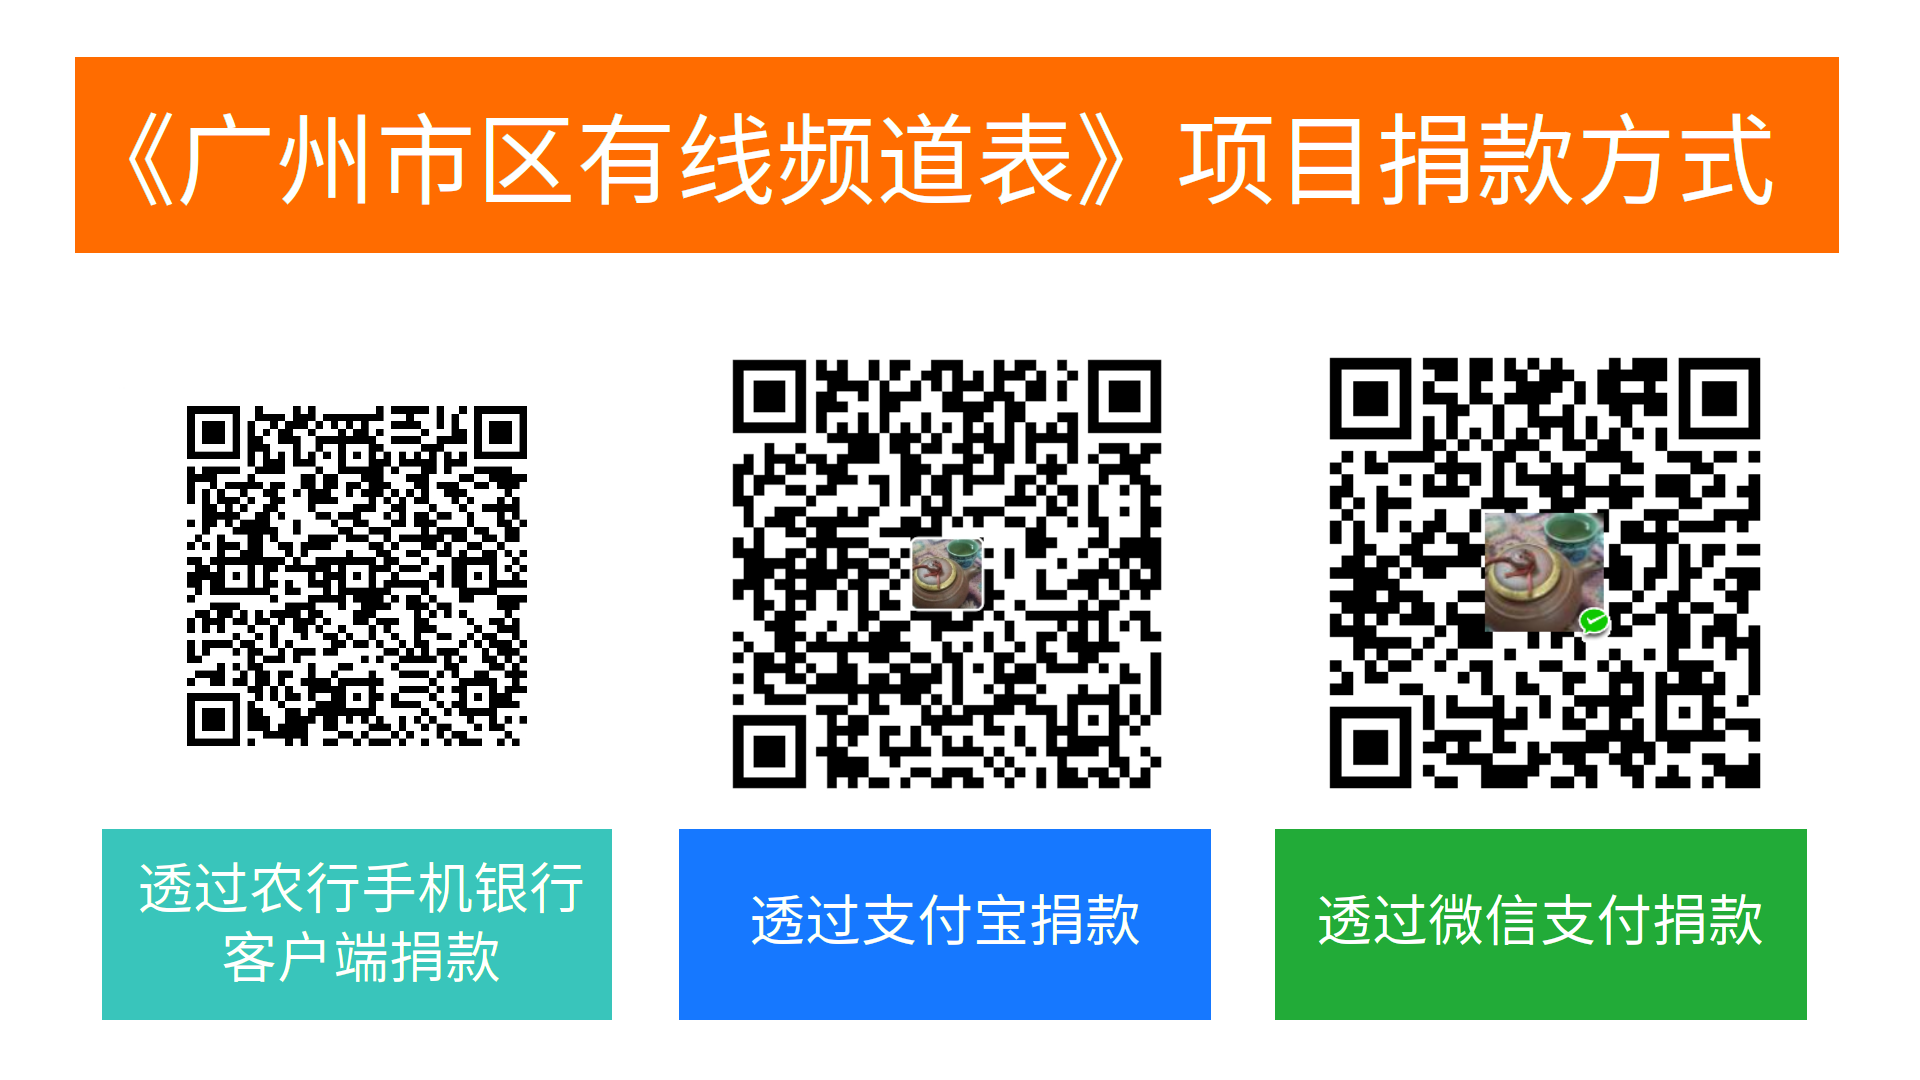 《广州市区有线频道表》项目捐款方式
透过农行手机银行
客户端捐款
透过支付宝捐款
透过微信支付捐款